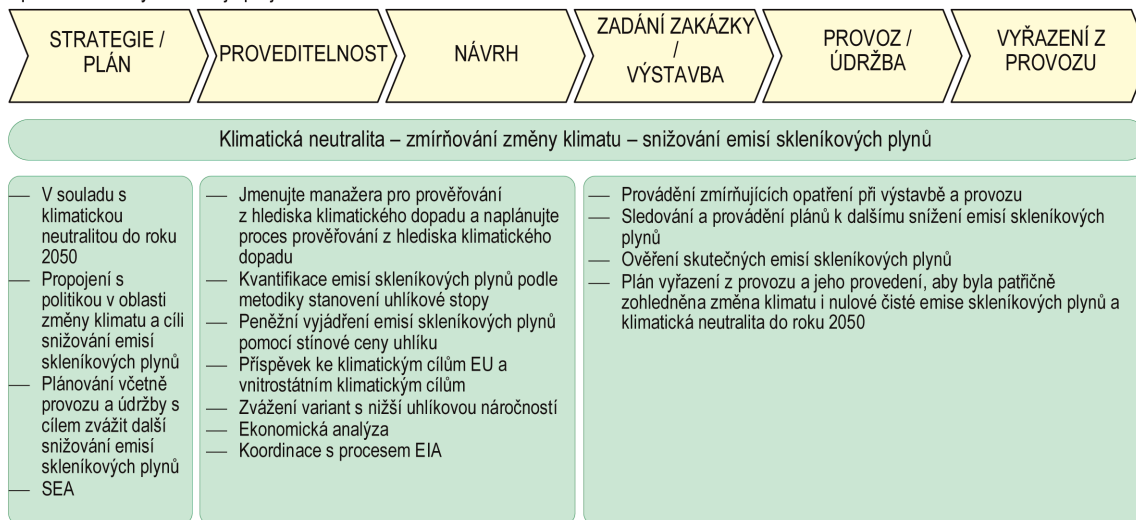 STRATEGIE /
PLÁN
PROVEDITELNOST
NÁVRH
ZADÁNÍ ZAKÁZKY
/
VÝSTAVBA
PROVOZ /
ÚDRŽBA
VYŘAZENÍ Z
PROVOZU
Klimatická neutralita – zmírňování změny klimatu – snižování emisí skleníkových plynů
— V souladu s
klimatickou
neutralitou do roku
2050
— Propojení s
politikou v oblasti
změny klimatu a cíli
snižování emisí
skleníkových plynů
— Plánování včetně
provozu a údržby s
cílem zvážit další
snižování emisí
skleníkových plynů
— SEA
— Jmenujte manažera pro prověřování
z hlediska klimatického dopadu a naplánujte
proces prověřování z hlediska klimatického
dopadu
— Kvantifikace emisí skleníkových plynů podle
metodiky stanovení uhlíkové stopy
— Peněžní vyjádření emisí skleníkových plynů
pomocí stínové ceny uhlíku
— Příspěvek ke klimatickým cílům EU a
vnitrostátním klimatickým cílům
— Zvážení variant s nižší uhlíkovou náročností
— Ekonomická analýza
— Koordinace s procesem EIA
— Provádění zmírňujících opatření při výstavbě a provozu
— Sledování a provádění plánů k dalšímu snížení emisí skleníkových
plynů
— Ověření skutečných emisí skleníkových plynů
— Plán vyřazení z provozu a jeho provedení, aby byla patřičně
zohledněna změna klimatu i nulové čisté emise skleníkových plynů a
klimatická neutralita do roku 2050